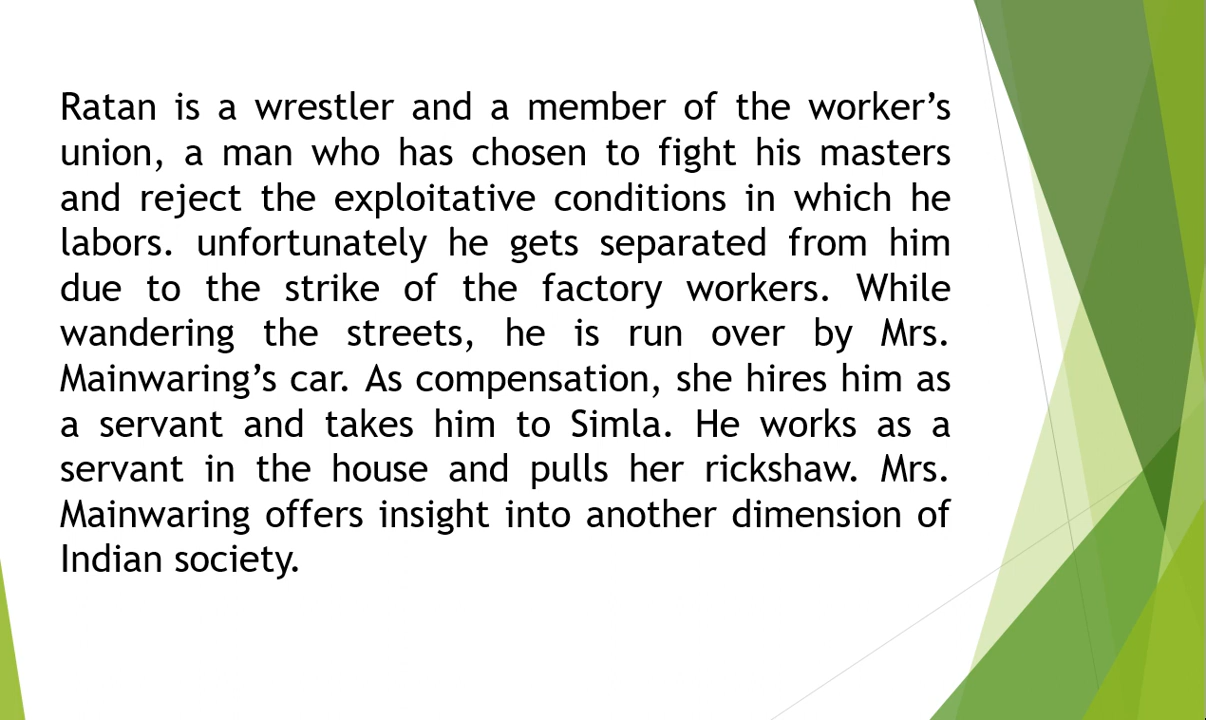 Ratan is a wrestler and a member of the worker’s
union, a man who has chosen to fight his masters
and reject the exploitative conditions in which he
labors. unfortunately he gets separated from him
due to the strike of the factory workers. While
wandering the streets, he is run over by Mrs.
Mainwaring’s car. As compensation, she hires him as
a servant and takes him to Simla. He works as a
servant in the house and pulls her rickshaw. Mrs.
Mainwaring offers insight into another dimension of
Indian society.